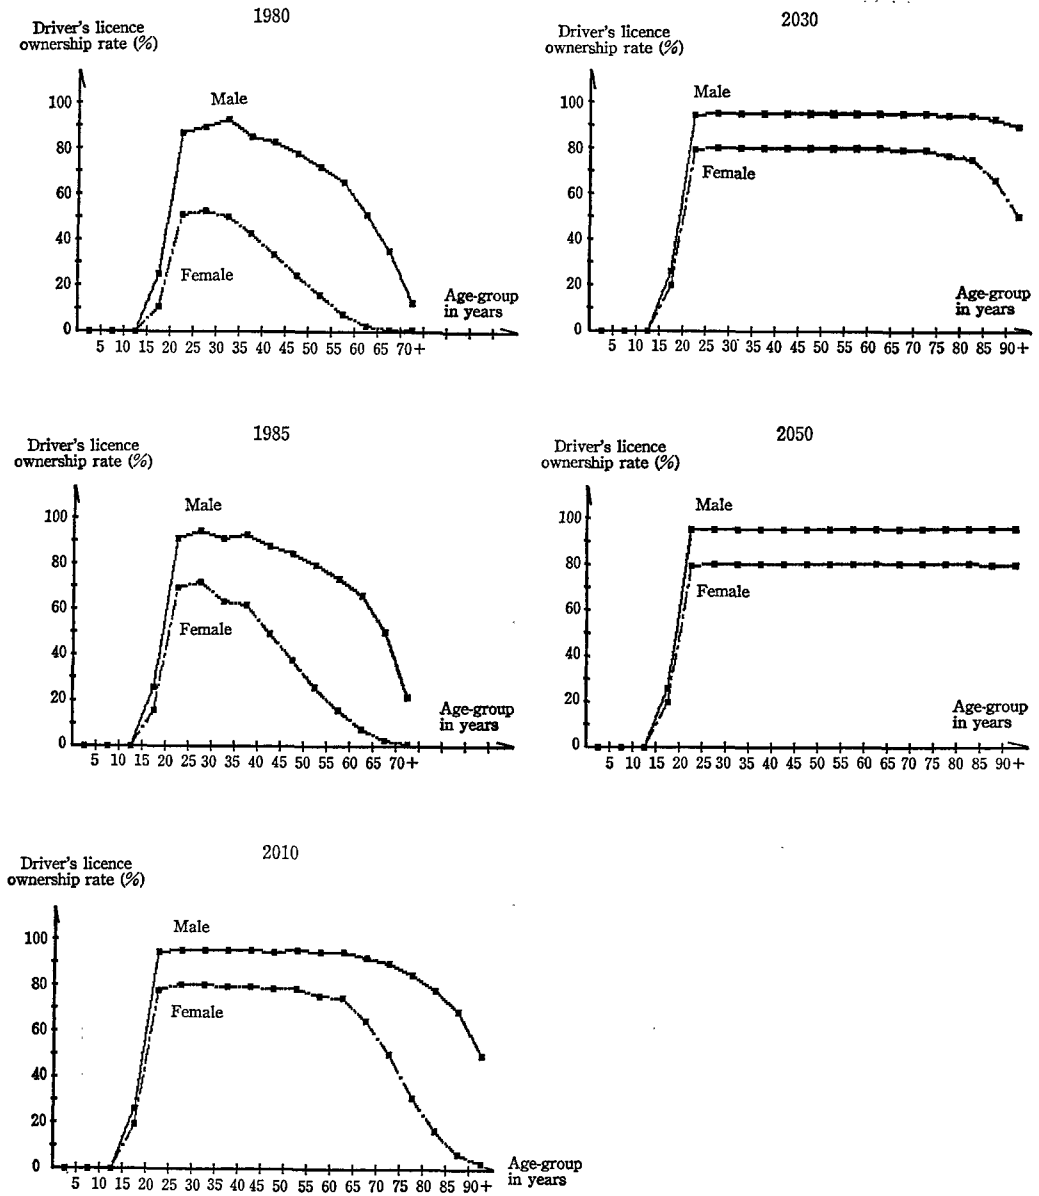 1980
Driver's licence
ownership rate (%)
100
80
60
40
20
0
Male
Female
Age-group
in years
5 10 15 20 25 30 35 40 45 50 55 60 65 70+
2030
Driver's licence
ownership rate (%)
100
80
60
40
20
0
Male
Female
Age-group
in years
5 10 15 20 25 30 35 40 45 50 55 60 65 70 75 80 85 90+
1985
Driver's licence
ownership rate (%)
100
80
60
40
20
0
Male
Female
Age-group
in years
5 10 15 20 25 30 35 40 45 50 55 60 65 70+
2050
Driver's licence
ownership rate (%)
100
80
60
40
20
0
Male
Female
Age-group
in years
5 10 15 20 25 30 35 40 45 50 55 60 65 70 75 80 85 90+
2010
Driver's licence
ownership rate (%)
100
80
60
40
20
0
Male
Female
Age-group
in years
5 10 15 20 25 30 35 40 45 50 55 60 65 70 75 80 85 90+